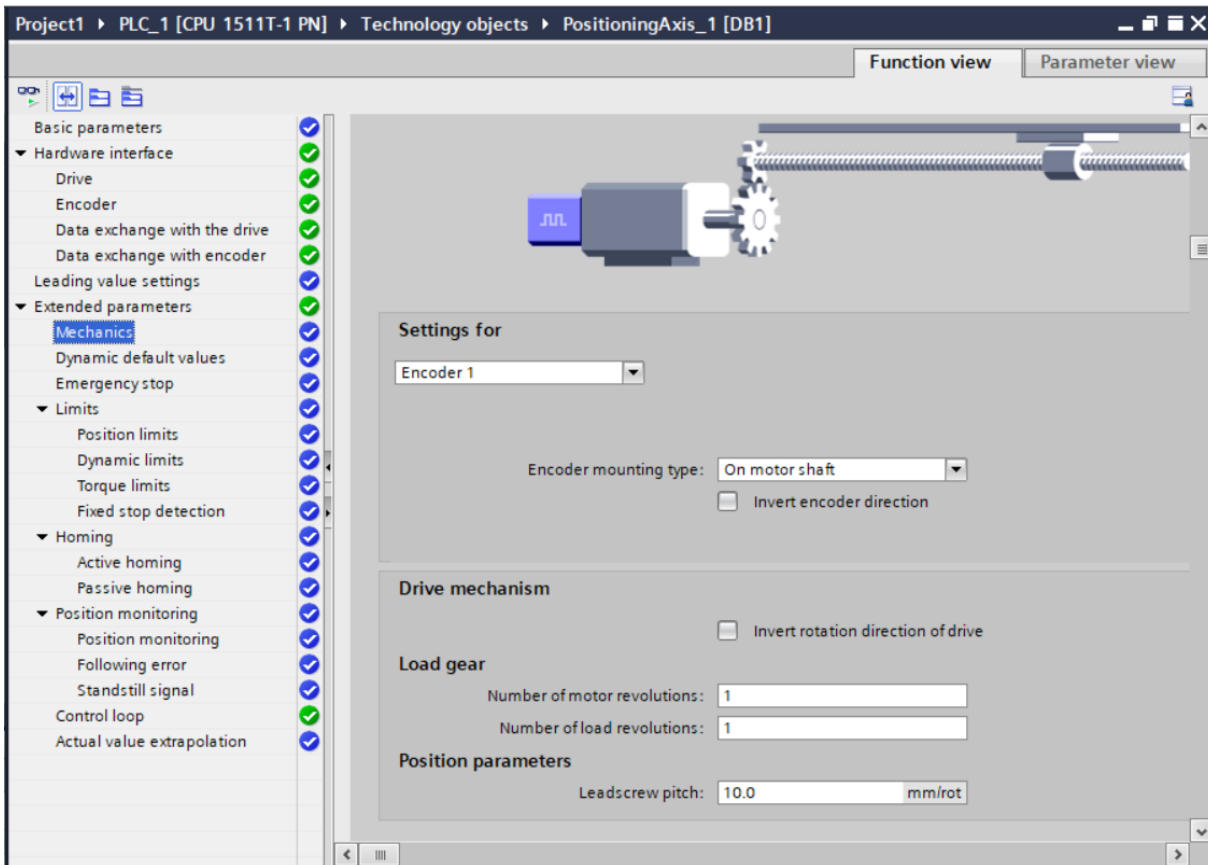 Project1 ▸ PLC_1 [CPU 1511T-1 PN] ▸ Technology objects ▸ PositioningAxis_1 [DB1]
Function view
Parameter view
Basic parameters
Hardware interface
Drive
Encoder
Data exchange with the drive
Data exchange with encoder
Leading value settings
Extended parameters
Mechanics
Dynamic default values
Emergency stop
Limits
Position limits
Dynamic limits
Torque limits
Fixed stop detection
Homing
Active homing
Passive homing
Position monitoring
Position monitoring
Following error
Standstill signal
Control loop
Actual value extrapolation
Settings for
Encoder 1
Encoder mounting type: On motor shaft
Invert encoder direction
Drive mechanism
Invert rotation direction of drive
Load gear
Number of motor revolutions: 1
Number of load revolutions: 1
Position parameters
Leadscrew pitch: 10.0 mm/rot